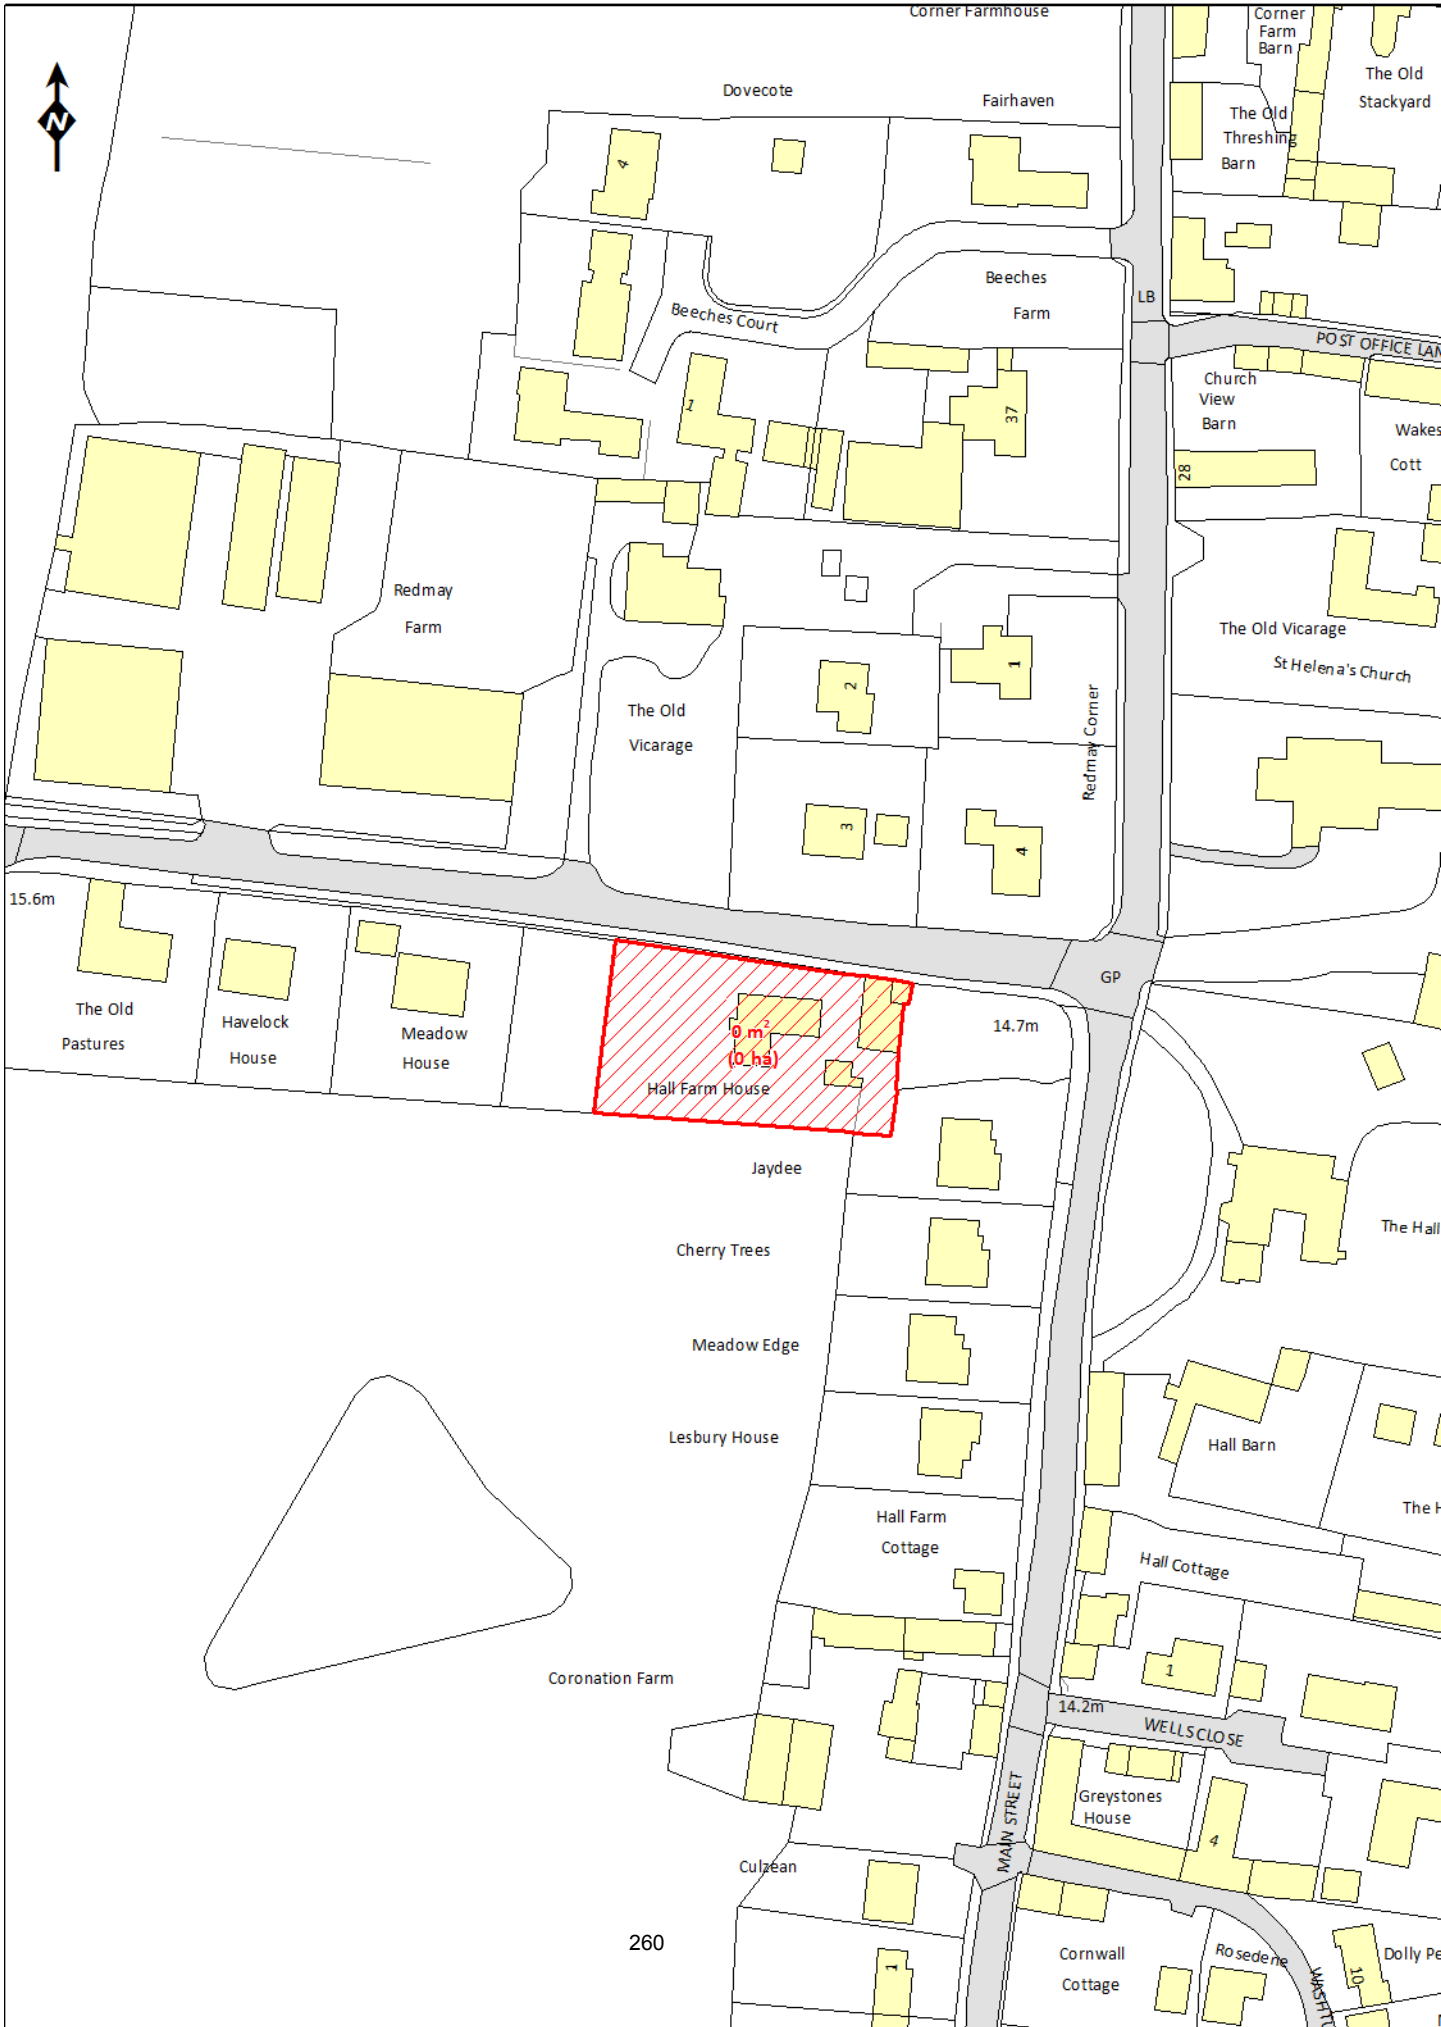 Corner Farmhouse
Corner
Farm
Barn
The Old
Stackyard
N
Dovecote
Fairhaven
The Old
Threshing
Barn
4
Beeches
Farm
LB
Beeches Court
POST OFFICE LAN
Church
View
Barn
1
37
Wakes
Cott
28
Redmay
Farm
The Old Vicarage
St Helena's Church
1
2
The Old
Vicarage
Redmay Corner
3
4
15.6m
GP
The Old
Pastures
Havelock
House
Meadow
House
14.7m
0 m²
(0 ha)
Hall Farm House
Jaydee
Cherry Trees
The Hall
Meadow Edge
Lesbury House
Hall Barn
Hall Farm
Cottage
The H
Hall Cottage
Coronation Farm
1
14.2m
WELLS CLOSE
MAIN STREET
Greystones
House
4
Culzean
260
Cornwall
Cottage
Rosedene
Dolly Pe
1
10